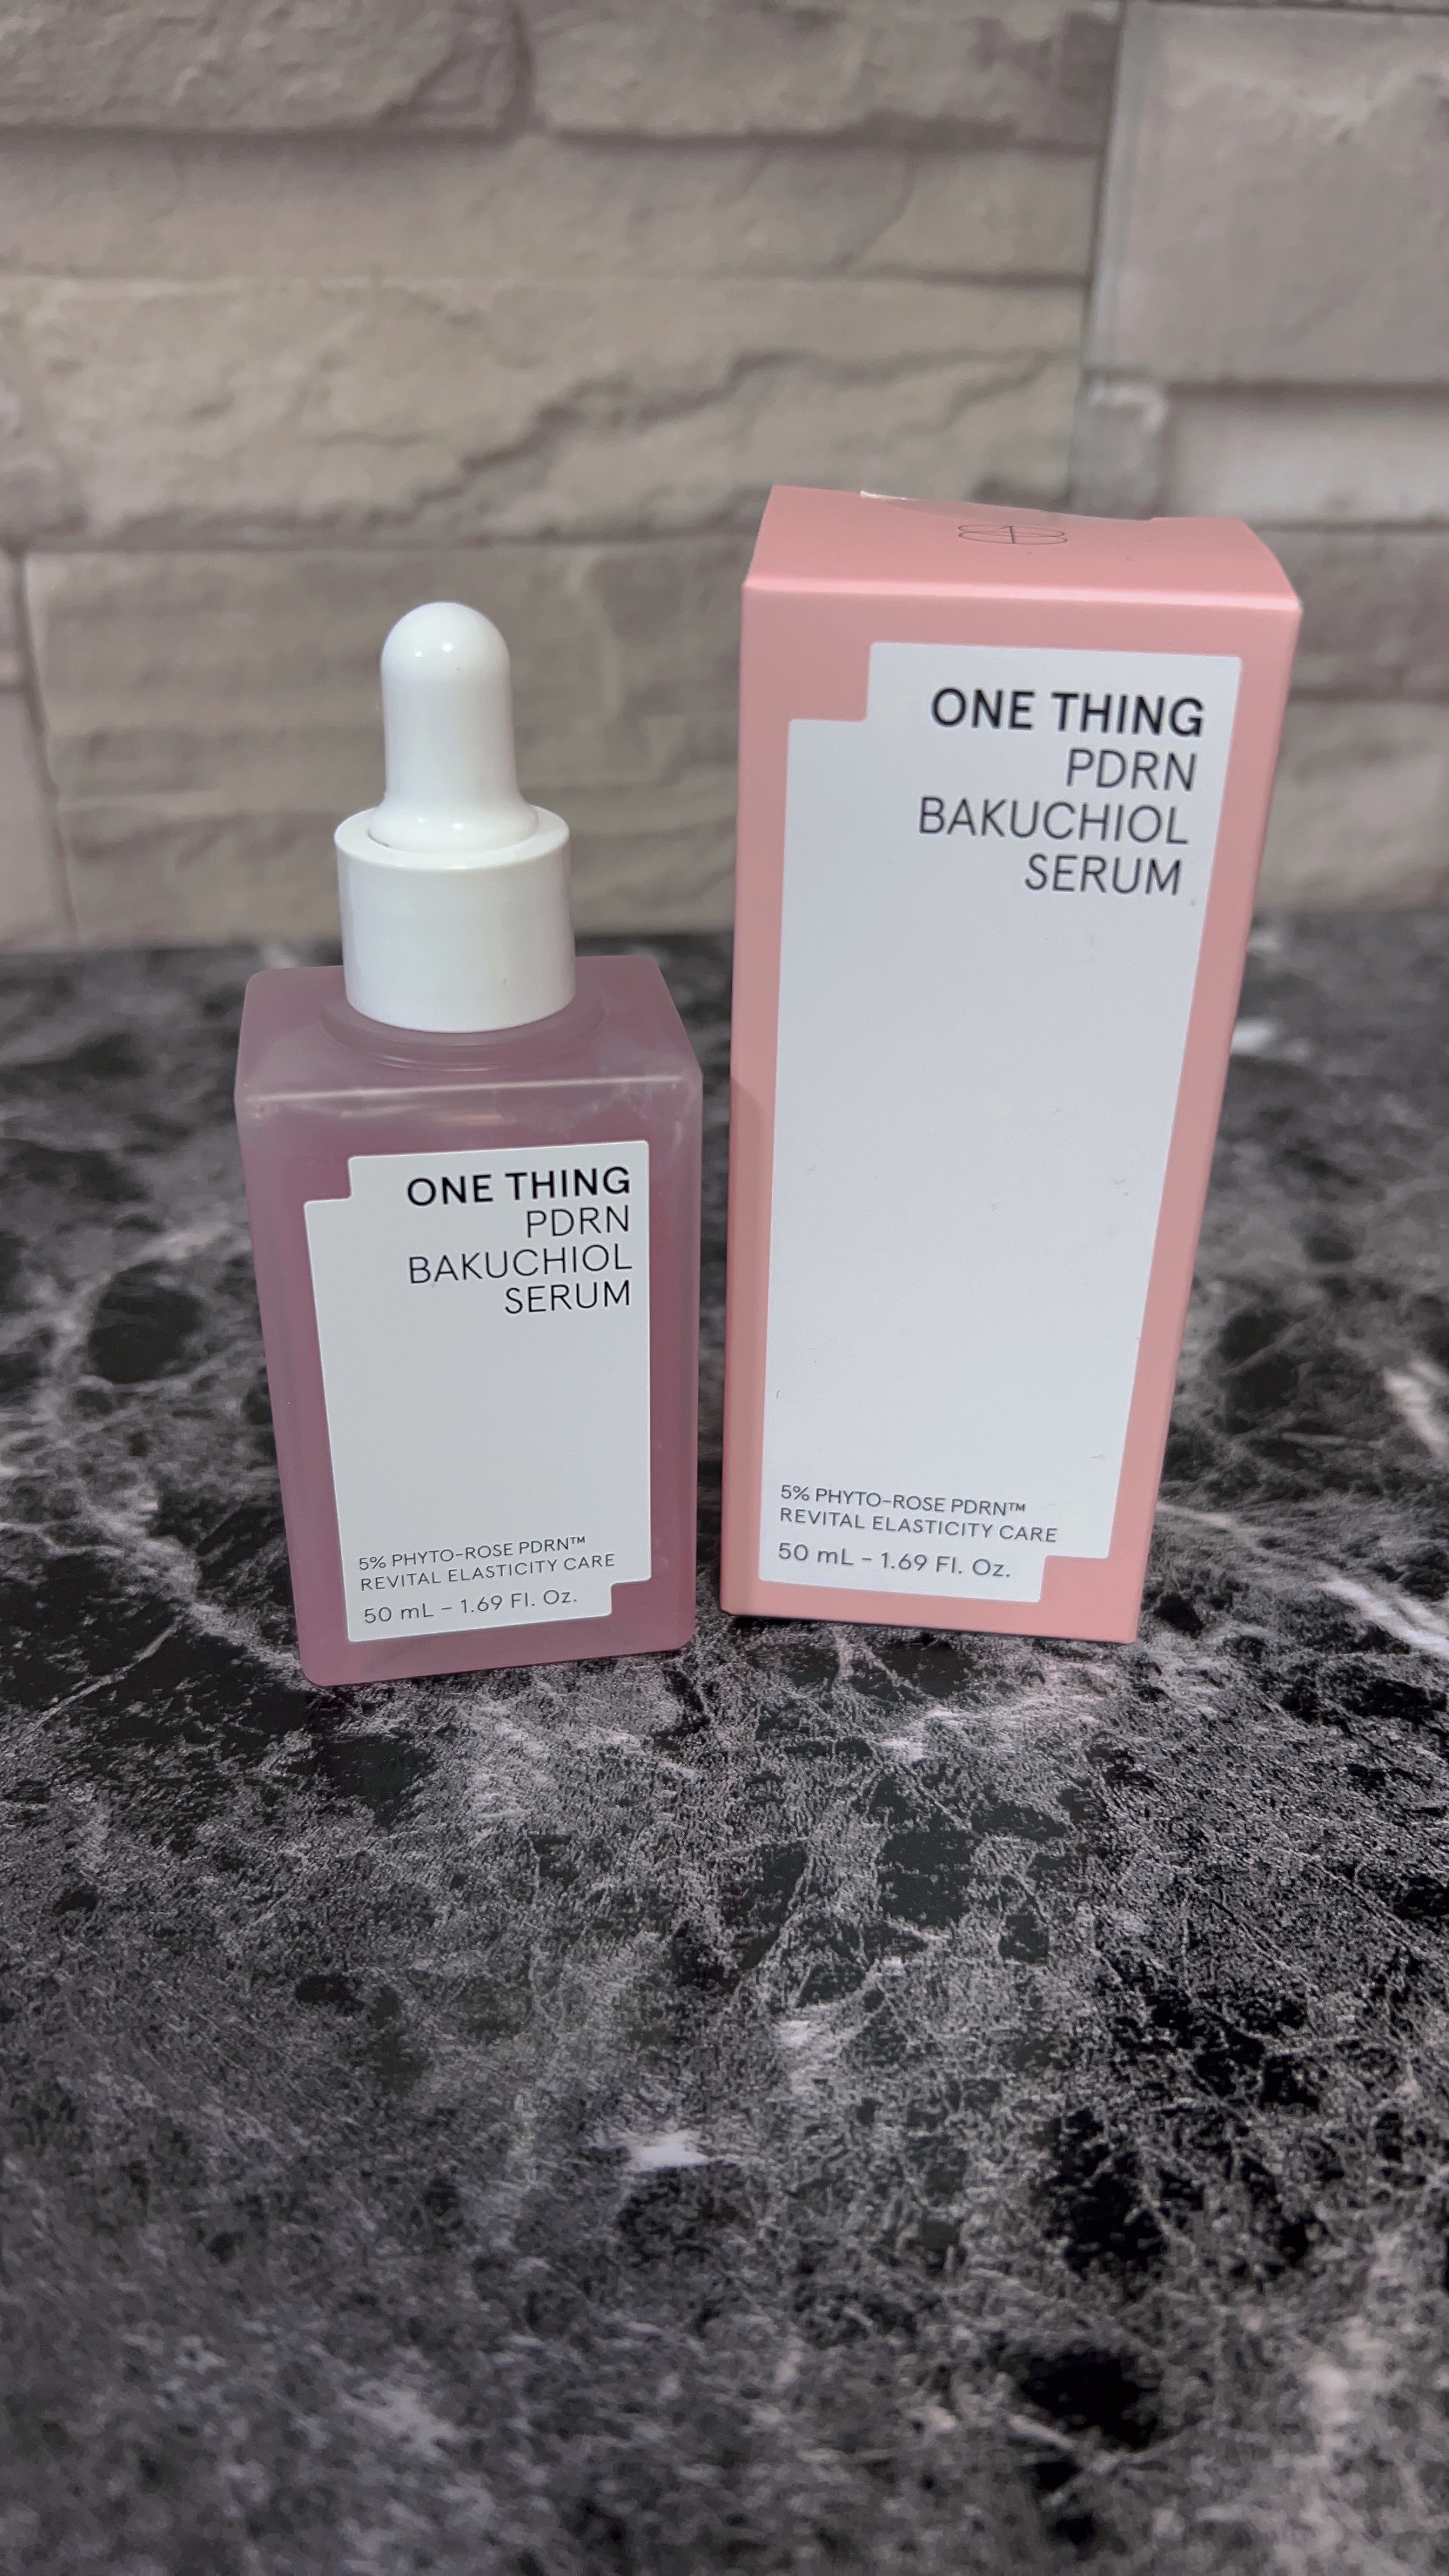 ONE THING
PDRN
BAKUCHIOL
SERUM
5% PHYTO-ROSE PDRN™
REVITAL ELASTICITY CARE
50 mL – 1.69 Fl. Oz.
ONE THING
PDRN
BAKUCHIOL
SERUM
5% PHYTO-ROSE PDRN™
REVITAL ELASTICITY CARE
50 mL – 1.69 Fl. Oz.